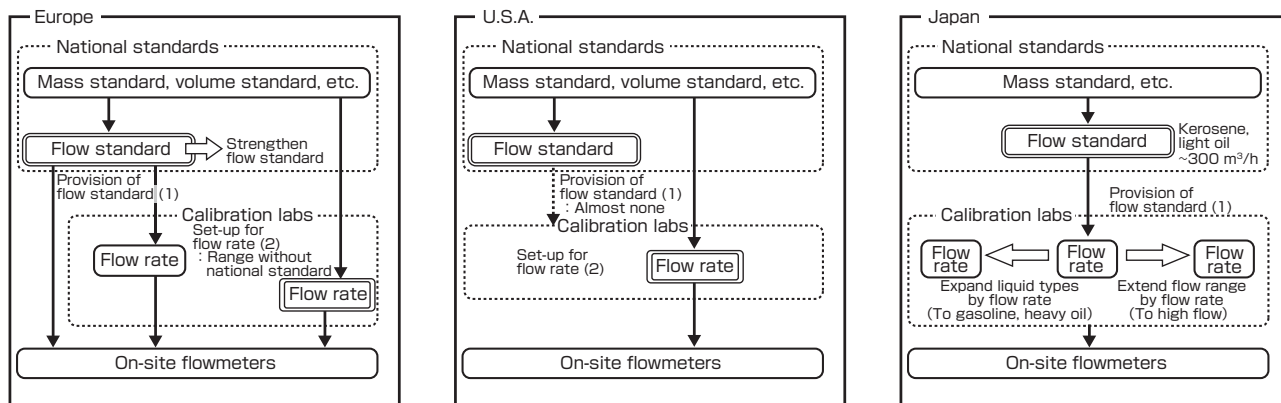 Europe
National standards
Mass standard, volume standard, etc.
Flow standard
Strengthen
flow standard
Provision of
flow standard (1)
Calibration labs
Set-up for
flow rate (2)
: Range without
national standard
Flow rate
Flow rate
On-site flowmeters
U.S.A.
National standards
Mass standard, volume standard, etc.
Flow standard
Provision of
flow standard (1)
: Almost none
Calibration labs
Set-up for
flow rate (2)
Flow rate
On-site flowmeters
Japan
National standards
Mass standard, etc.
Flow standard
Kerosene,
light oil
~300 m³/h
Provision of
flow standard (1)
Calibration labs
Flow
rate
Flow
rate
Flow
rate
Expand liquid types
by flow rate
(To gasoline, heavy oil)
Extend flow range
by flow rate
(To high flow)
On-site flowmeters